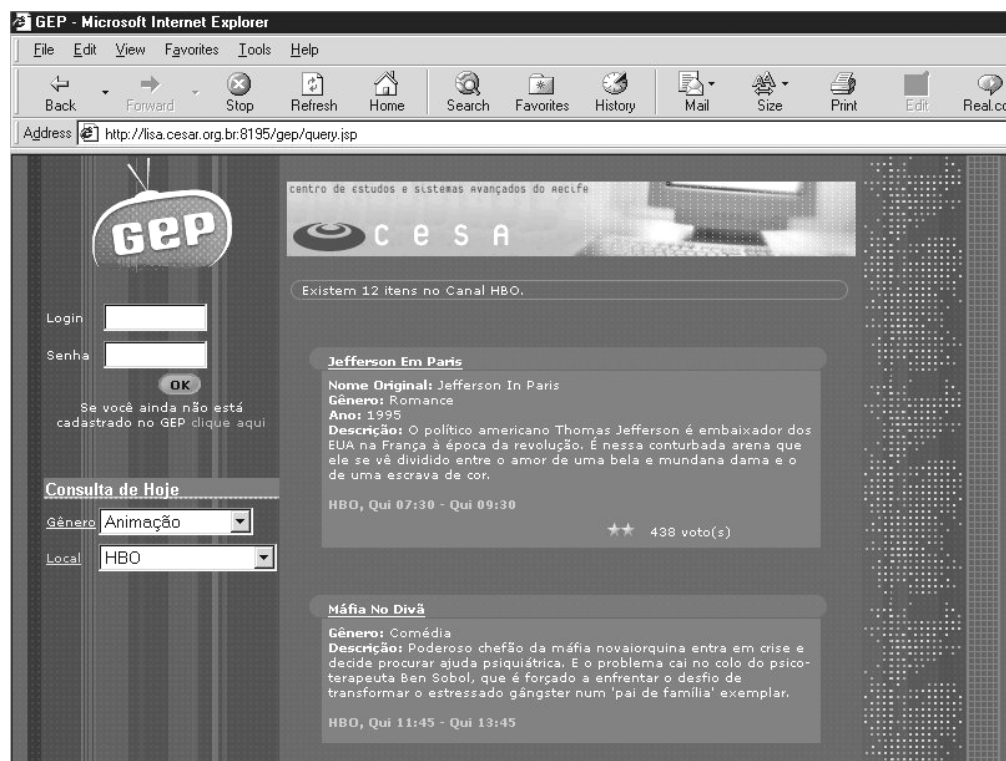 GEP - Microsoft Internet Explorer
File Edit View Favorites Tools Help
Back Forward Stop Refresh Home Search Favorites History Mail Size Print Edit Real.co
Address http://lisa.cesar.org.br:8195/gep/query.jsp
GEP
centro de estudos e sistemas avançados do recife
CESA
Existem 12 itens no Canal HBO.
Login
Senha
OK
Se você ainda não está
cadastrado no GEP clique aqui
Consulta de Hoje
Gênero Animação
Local HBO
Jefferson Em Paris
Nome Original: Jefferson In Paris
Gênero: Romance
Ano: 1995
Descrição: O político americano Thomas Jefferson é embaixador dos
EUA na França à época da revolução. É nessa conturbada arena que
ele se vê dividido entre o amor de uma bela e mundana dama e o
de uma escrava de cor.
HBO, Qui 07:30 - Qui 09:30
438 voto(s)
Máfia No Divã
Gênero: Comédia
Descrição: Poderoso chefão da máfia novaiorquina entra em crise e
decide procurar ajuda psiquiátrica. E o problema cai no colo do psico-
terapeuta Ben Sobol, que é forçado a enfrentar o desfio de
transformar o estressado gângster num 'pai de família' exemplar.
HBO, Qui 11:45 - Qui 13:45